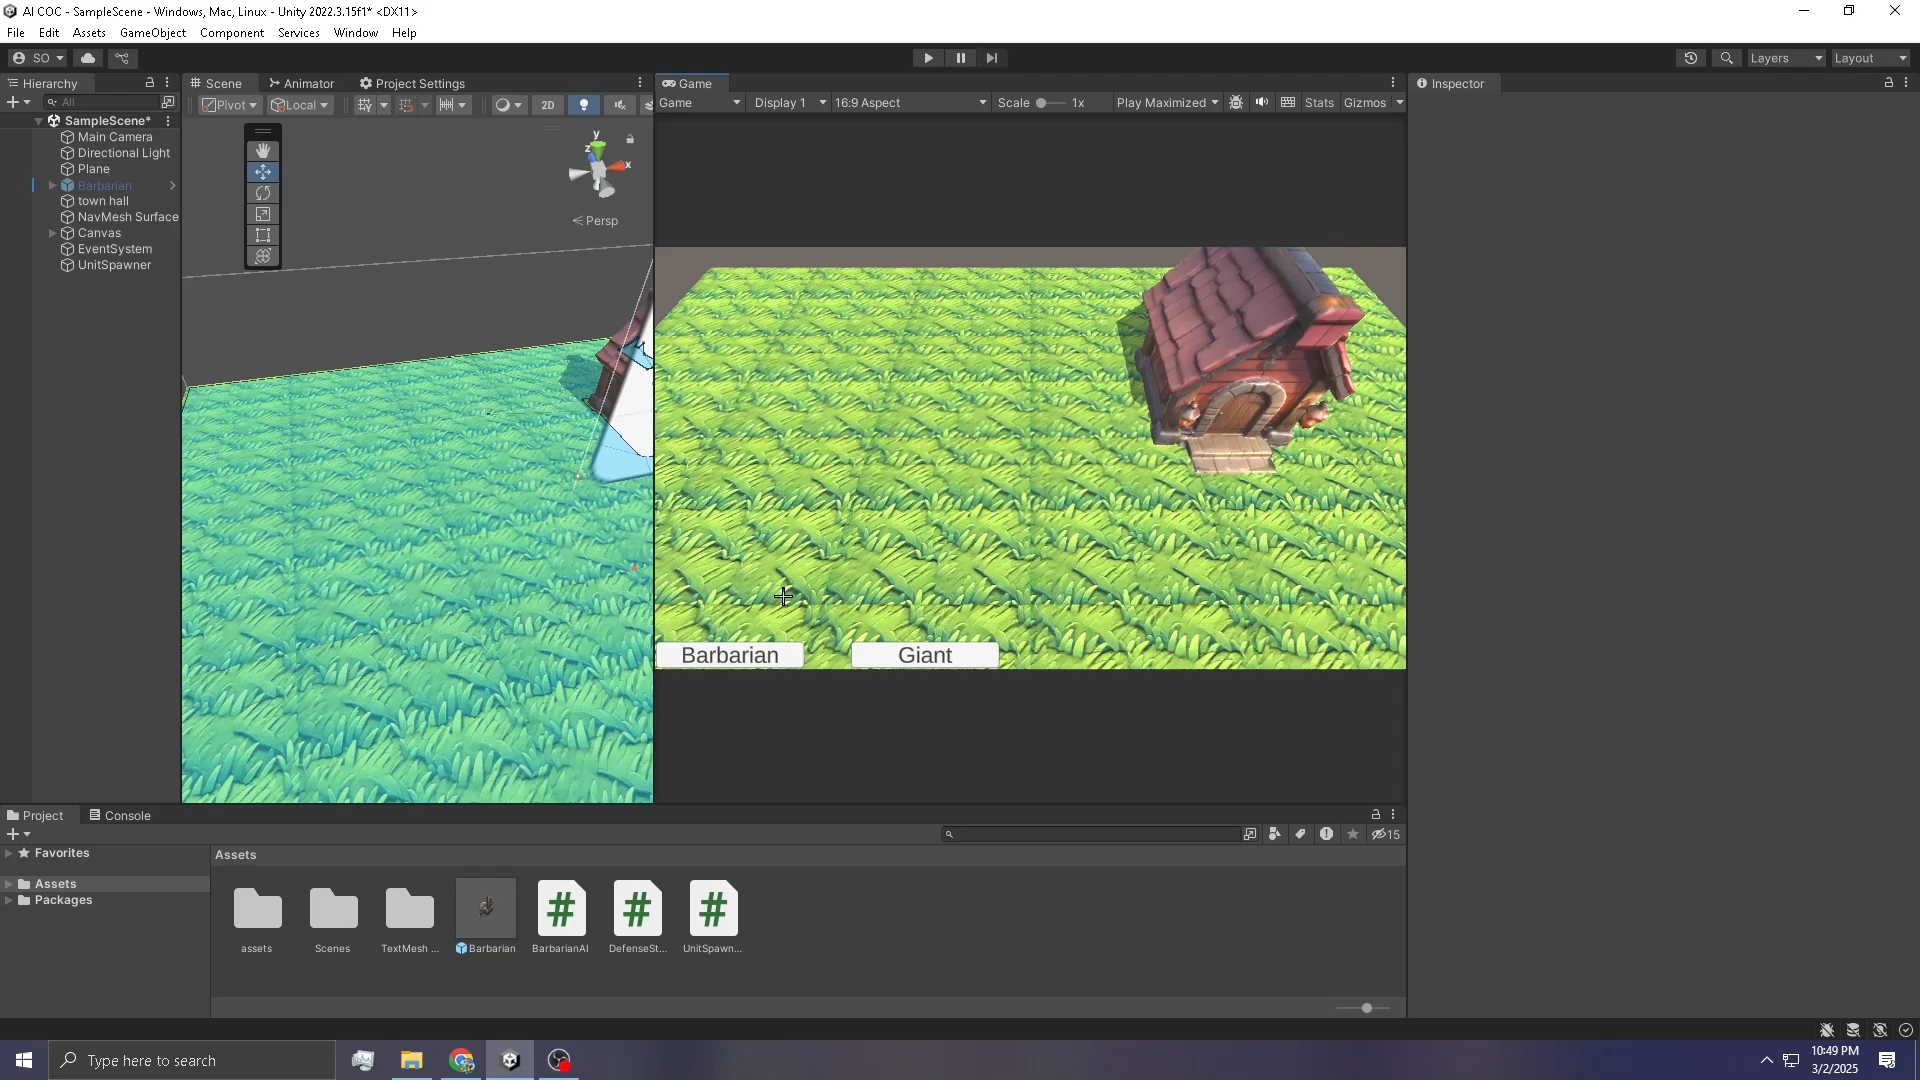 AI COC - SampleScene - Windows, Mac, Linux - Unity 2022.3.15f1* <DX11>
File Edit Assets GameObject Component Services Window Help
SO Layers Layout
Hierarchy
All
SampleScene*
Main Camera
Directional Light
Plane
Barbarian
town hall
NavMesh Surface
Canvas
EventSystem
UnitSpawner
Scene Animator Project Settings
Pivot Local 2D
y
z
x
Persp
Game
Game Display 1 16:9 Aspect Scale 1x Play Maximized Stats Gizmos
Barbarian Giant
Inspector
Project Console
15
Favorites
Assets
Packages
Assets
assets Scenes TextMesh ... Barbarian BarbarianAI DefenseSt... UnitSpawn...
Type here to search
10:49 PM
3/2/2025